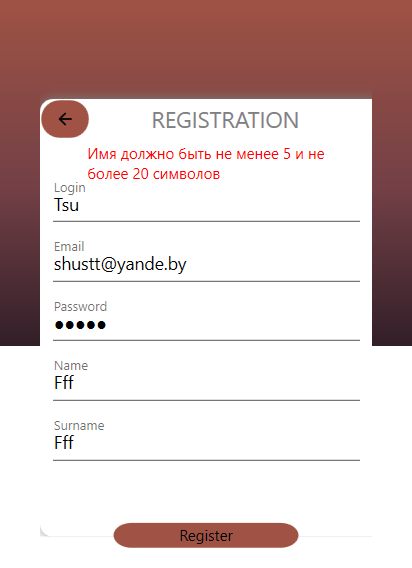 REGISTRATION
Имя должно быть не менее 5 и не
более 20 символов
Login
Tsu
Email
shustt@yande.by
Password
●●●●●
Name
Fff
Surname
Fff
Register